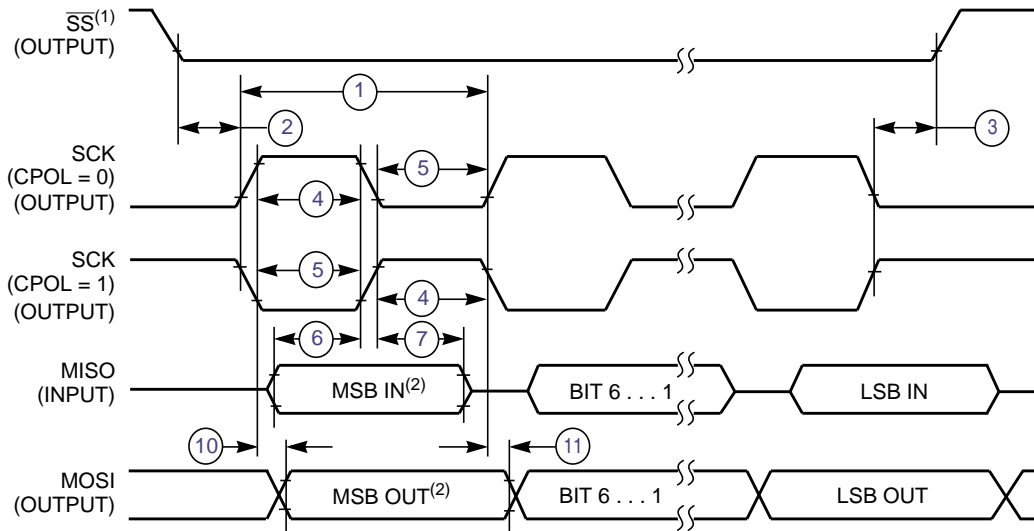 SS(1)
(OUTPUT)
1
2
3
SCK
(CPOL = 0)
(OUTPUT)
5
4
SCK
(CPOL = 1)
(OUTPUT)
5
4
6
7
MISO
(INPUT)
MSB IN(2)
BIT 6 . . . 1
LSB IN
10
11
MOSI
(OUTPUT)
MSB OUT(2)
BIT 6 . . . 1
LSB OUT